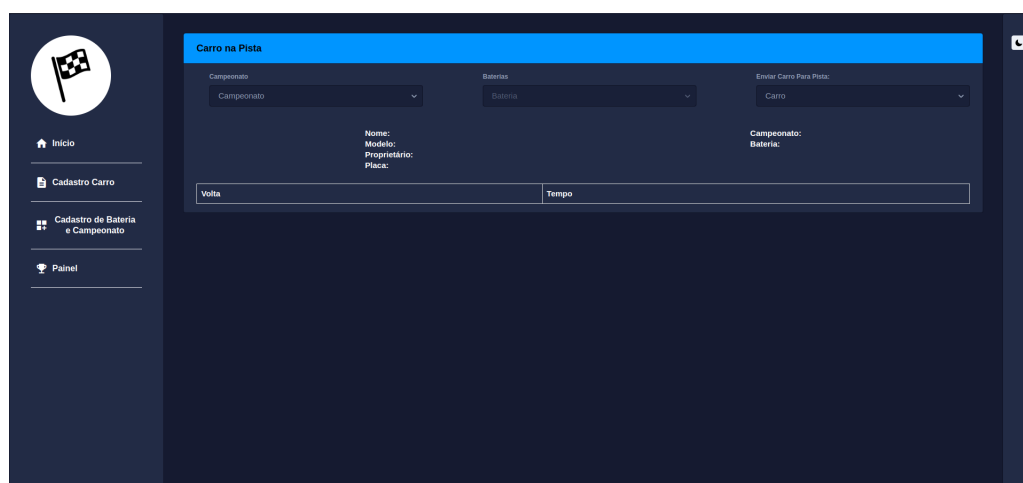 Início
Cadastro Carro
Cadastro de Bateria
e Campeonato
Painel
Carro na Pista
Campeonato
Baterias
Enviar Carro Para Pista:
Campeonato
Bateria
Carro
Nome:
Modelo:
Proprietário:
Placa:
Campeonato:
Bateria:
Volta
Tempo